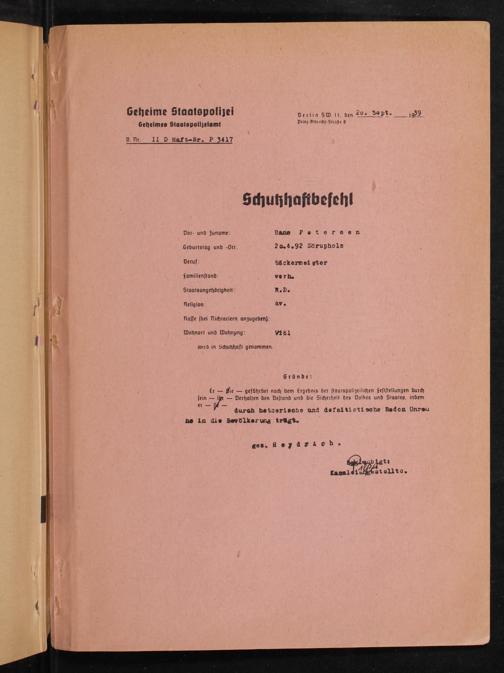 Geheime Staatspolizei
Geheimes Staatspolizeiamt
Berlin SW 11, den 20. Sept. 1939
Prinz-Albrecht-Straße 8
B. Nr. II D Haft-Nr. P 3417
Schutzhaftbefehl
Vor- und Zuname: Hans Petersen
Geburtstag und -Ort: 20.4.92 Sörupholz
Beruf: Bäckermeister
Familienstand: verh.
Staatsangehörigkeit: R.D.
Religion: ev.
Rasse (bei Nichtariern anzugeben):
Wohnort und Wohnung:
wird in Schutzhaft genommen.
Gründe:
Er — Sie — gefährdet nach dem Ergebnis der staatspolizeilichen Feststellungen durch
sein — ihr — Verhalten den Bestand und die Sicherheit des Volkes und Staates, indem
er — sie —
durch hetzerische und defaitistische Reden Unru
he in die Bevölkerung trägt.
gez. Heydrich.
Beglaubigt:
Kanzleiangestellte.